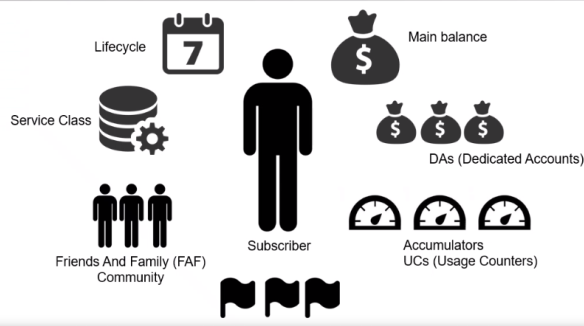 Lifecycle
7
$
Main balance
Service Class
$ $ $
DAs (Dedicated Accounts)
Friends And Family (FAF)
Community
Subscriber
Accumulators
UCs (Usage Counters)